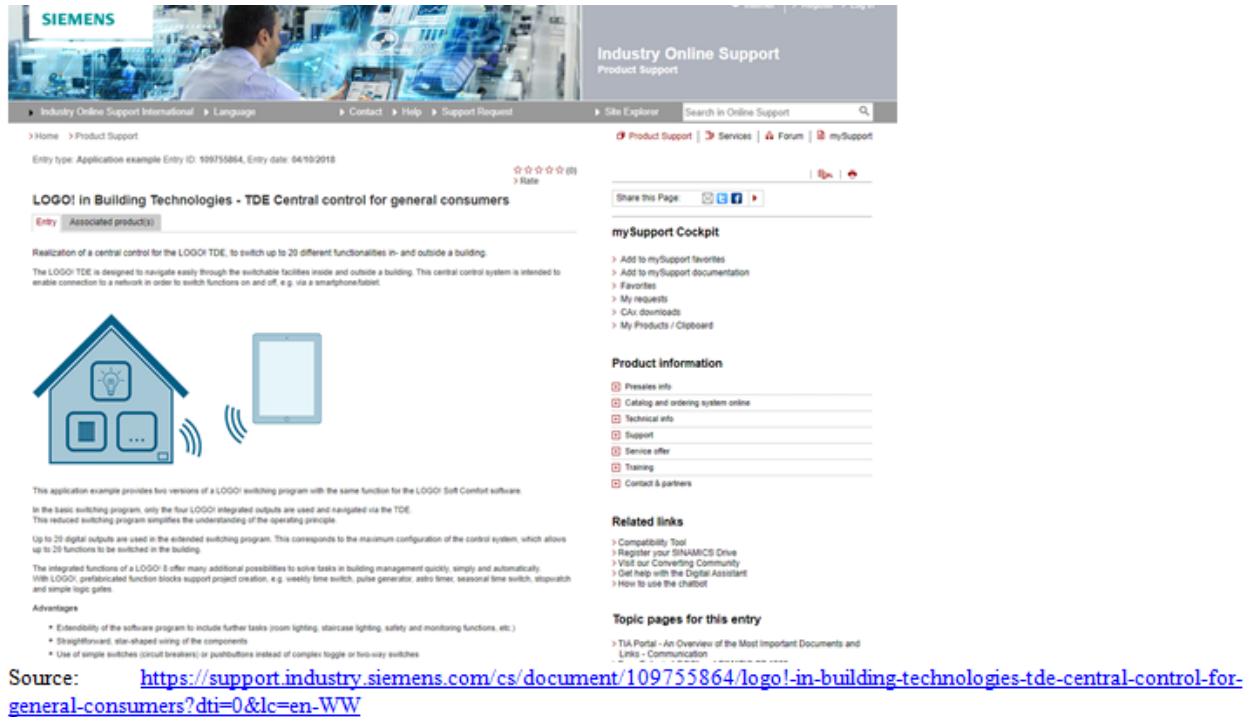 SIEMENS
Register
Log in
Industry Online Support
Product Support
Industry Online Support International Language Contact Help Support Request Site Explorer Search in Online Support
>Home >Product Support
Product Support | Services | Forum | mySupport
Entry type: Application example Entry ID: 109755864, Entry date: 04/10/2018
(0)
> Rate
LOGO! in Building Technologies - TDE Central control for general consumers
Entry Associated product(s)
Realization of a central control for the LOGO! TDE, to switch up to 20 different functionalities in- and outside a building.
The LOGO! TDE is designed to navigate easily through the switchable facilities inside and outside a building. This central control system is intended to
enable connection to a network in order to switch functions on and off, e.g. via a smartphone/tablet.
...
This application example provides two versions of a LOGO! switching program with the same function for the LOGO! Soft Comfort software.
In the basic switching program, only the four LOGO! integrated outputs are used and navigated via the TDE.
This reduced switching program simplifies the understanding of the operating principle.
Up to 20 digital outputs are used in the extended switching program. This corresponds to the maximum configuration of the control system, which allows
up to 20 functions to be switched in the building.
The integrated functions of a LOGO! 8 offer many additional possibilities to solve tasks in building management quickly, simply and automatically.
With LOGO!, prefabricated function blocks support project creation, e.g. weekly time switch, pulse generator, astro timer, seasonal time switch, stopwatch
and simple logic gates.
Advantages
• Extendibility of the software program to include further tasks (room lighting, staircase lighting, safety and monitoring functions, etc.)
• Straightforward, star-shaped wiring of the components
• Use of simple switches (circuit breakers) or pushbuttons instead of complex toggle or two-way switches
Share this Page:
mySupport Cockpit
> Add to mySupport favorites
> Add to mySupport documentation
> Favorites
> My requests
> CAx downloads
> My Products / Clipboard
Product information
Presales info
Catalog and ordering system online
Technical info
Support
Service offer
Training
Contact & partners
Related links
> Compatibility Tool
> Register your SINAMICS Drive
> Visit our Converting Community
> Get help with the Digital Assistant
> How to use the chatbot
Topic pages for this entry
> TIA Portal - An Overview of the Most Important Documents and
Links - Communication
Source: https://support.industry.siemens.com/cs/document/109755864/logo!-in-building-technologies-tde-central-control-for-
general-consumers?dti=0&lc=en-WW